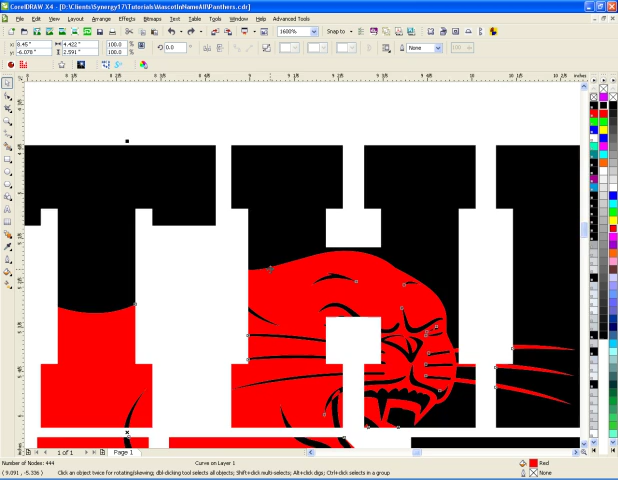 CorelDRAW X4 - [D:\Clients\Synergy17\Tutorials\MascotInNameAll\Panthers.cdr]
File Edit View Layout Arrange Effects Bitmaps Text Table Tools Window Help Advanced Tools
1600% Snap to
x: 8.45" 4.422" 100.0 %
y: -6.078" 2.591" 100.0 % 0.0 None 100
inches
THE
1 of 1 Page 1
Number of Nodes: 444 Curve on Layer 1 Red
(9.091, -5.336) Click an object twice for rotating/skewing; dbl-clicking tool selects all objects; Shift+click multi-selects; Alt+click digs; Ctrl+click selects in a group None